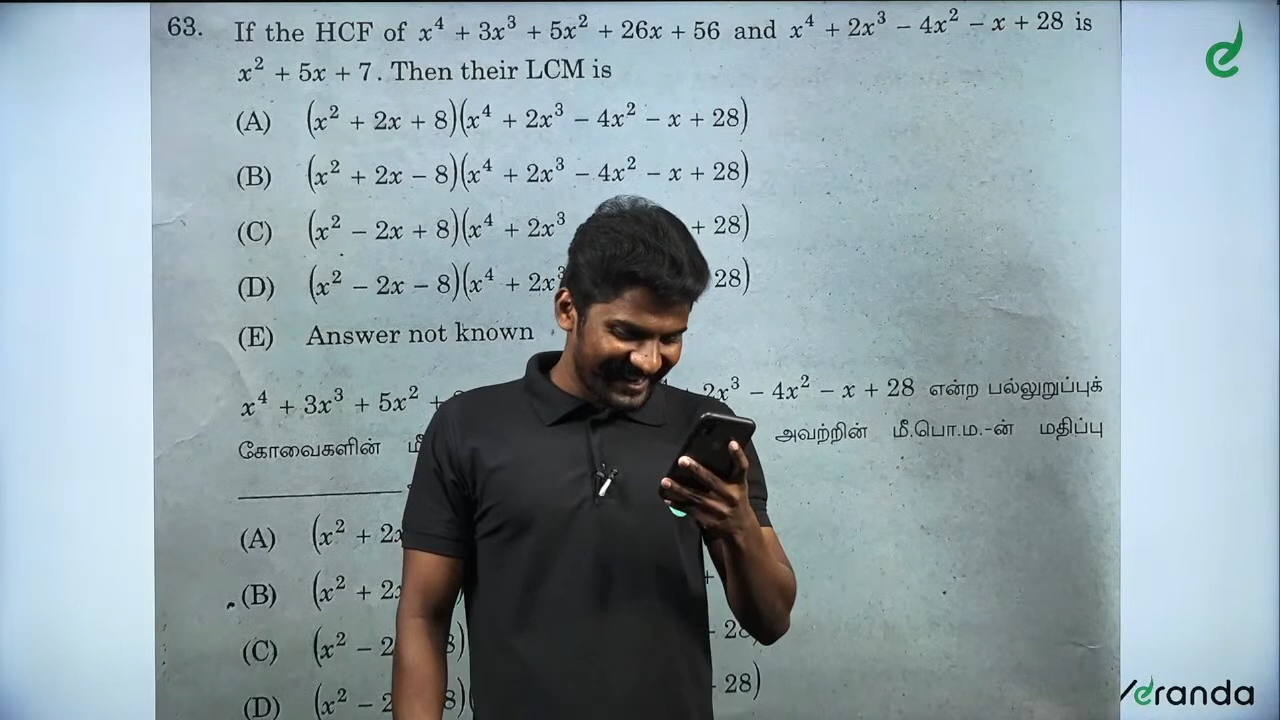 63. If the HCF of x⁴ + 3x³ + 5x² + 26x + 56 and x⁴ + 2x³ − 4x² − x + 28 is
x² + 5x + 7. Then their LCM is
(A) (x² + 2x + 8)(x⁴ + 2x³ − 4x² − x + 28)
(B) (x² + 2x − 8)(x⁴ + 2x³ − 4x² − x + 28)
(C) (x² − 2x + 8)(x⁴ + 2x³ + 28)
(D) (x² − 2x − 8)(x⁴ + 2x³ 28)
(E) Answer not known
x⁴ + 3x³ + 5x² + 2x³ − 4x² − x + 28 என்ற பல்லுறுப்புக்
கோவைகளின் அவற்றின் மீ.பொ.ம.-ன் மதிப்பு
(A) (x² + 2x
(B) (x² + 2x +
(C) (x² − 2 8) - 28)
(D) (x² − 2 8)( 28)
veranda